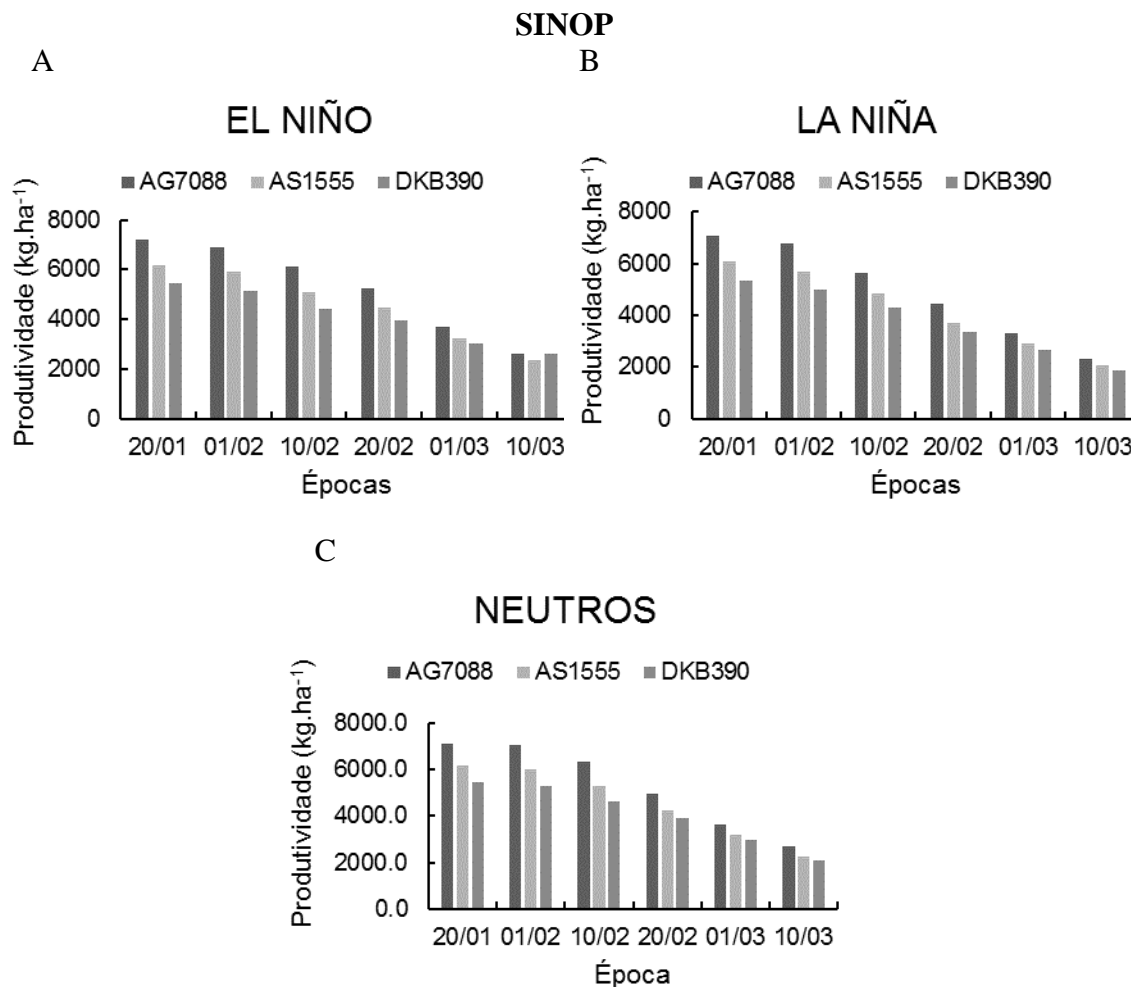 SINOP
A
EL NIÑO
AG7088 AS1555 DKB390
Produtividade (kg.ha-1)
8000
6000
4000
2000
0
20/01 01/02 10/02 20/02 01/03 10/03
Épocas
B
LA NIÑA
AG7088 AS1555 DKB390
Produtividade (kg.ha-1)
8000
6000
4000
2000
0
20/01 01/02 10/02 20/02 01/03 10/03
Épocas
C
NEUTROS
AG7088 AS1555 DKB390
Produtividade (kg.ha-1)
8000.0
6000.0
4000.0
2000.0
0.0
20/01 01/02 10/02 20/02 01/03 10/03
Época